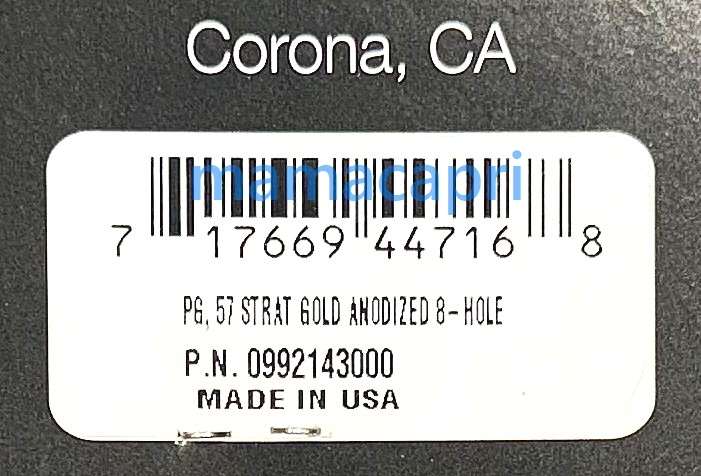 Corona, CA
mamacapri
7 17669 44716 8
PG, 57 STRAT GOLD ANODIZED 8-HOLE
P.N. 0992143000
MADE IN USA